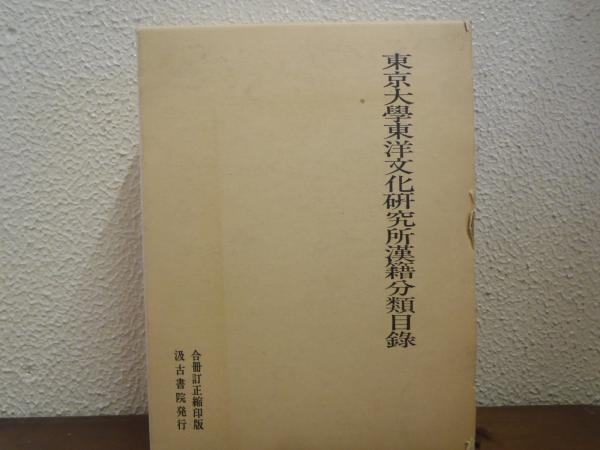 東京大學東洋文化研究所漢籍分類目錄
合冊訂正縮印版
汲古書院発行